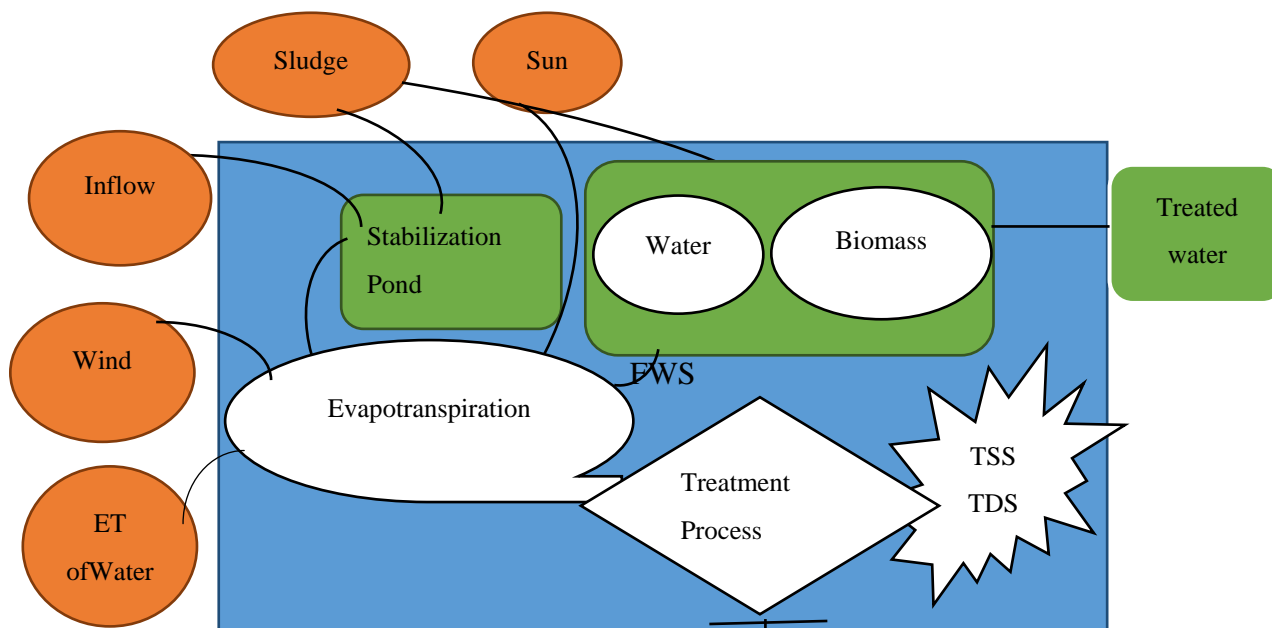 Sludge
Sun
Inflow
Stabilization
Pond
Water
Biomass
Treated
water
Wind
FWS
Evapotranspiration
TSS
TDS
Treatment
Process
ET
ofWater